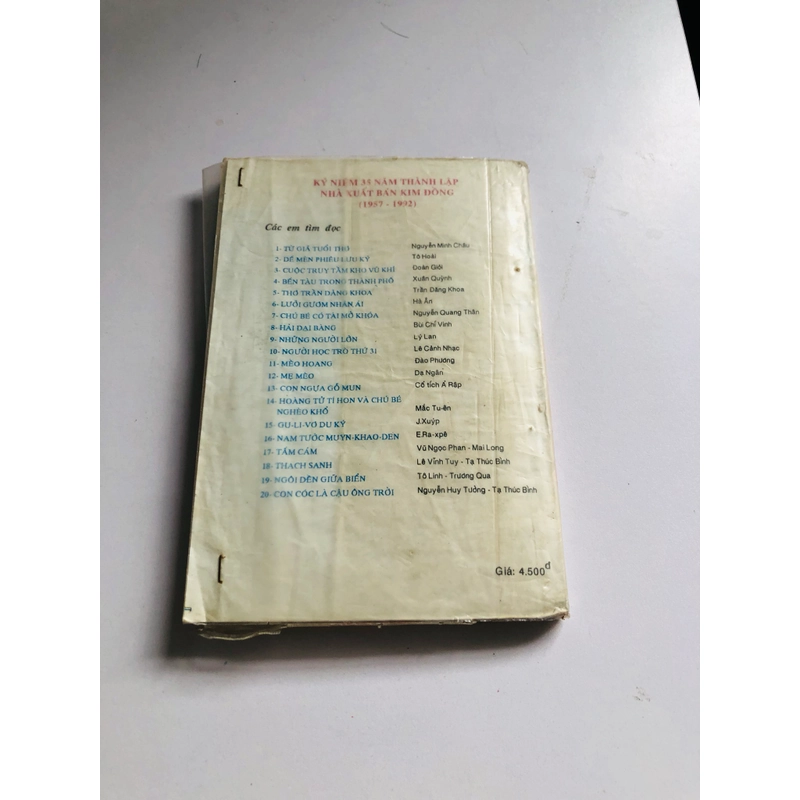 KỶ NIỆM 35 NĂM THÀNH LẬP
NHÀ XUẤT BẢN KIM ĐỒNG
(1957 - 1992)
Các em tìm đọc
1- TỪ GIÃ TUỔI THƠ Nguyễn Minh Châu
2- DẾ MÈN PHIÊU LƯU KÝ Tô Hoài
3- CUỘC TRUY TẦM KHO VŨ KHÍ Đoàn Giỏi
4- BẾN TÀU TRONG THÀNH PHỐ Xuân Quỳnh
5- THƠ TRẦN ĐĂNG KHOA Trần Đăng Khoa
6- LƯỠI GƯƠM NHÂN ÁI Hà Ân
7- CHÚ BÉ CÓ TÀI MỞ KHÓA Nguyễn Quang Thân
8- HẢI ĐẠI BÀNG Bùi Chí Vinh
9- NHỮNG NGƯỜI LỚN Lý Lan
10- NGƯỜI HỌC TRÒ THỨ 31 Lê Cảnh Nhạc
11- MÈO HOANG Đào Phương
12- MẸ MÈO Dạ Ngân
13- CON NGỰA GỖ MUN Cổ tích Ả Rập
14- HOÀNG TỬ TÍ HON VÀ CHÚ BÉ
NGHÈO KHỔ Mắc Tu-ên
15- GU-LI-VƠ DU KÝ J.Xuýp
16- NAM TƯỚC MUYN-KHAO-DEN E.Ra-xpê
17- TẤM CÁM Vũ Ngọc Phan - Mai Long
18- THẠCH SANH Lê Vĩnh Tuy - Tạ Thúc Bình
19- NGÔI ĐỀN GIỮA BIỂN Tô Linh - Trương Qua
20- CON CÓC LÀ CẬU ÔNG TRỜI Nguyễn Huy Tưởng - Tạ Thúc Bình
Giá: 4.500đ